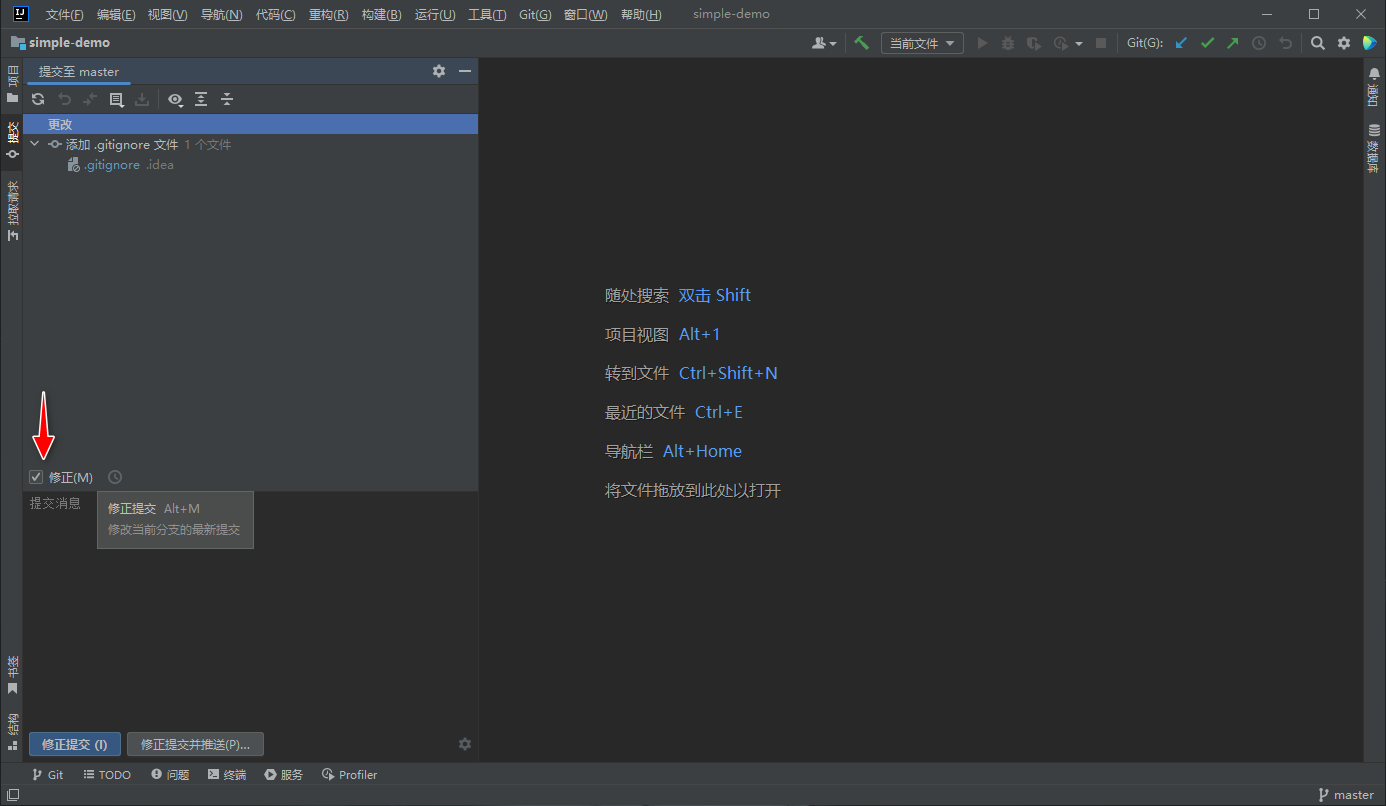 文件(F) 编辑(E) 视图(V) 导航(N) 代码(C) 重构(R) 构建(B) 运行(U) 工具(T) Git(G) 窗口(W) 帮助(H) simple-demo
simple-demo
当前文件
Git(G):
项目
提交
拉取请求
书签
结构
提交至 master
更改
添加 .gitignore 文件 1 个文件
.gitignore .idea
修正(M)
提交消息
修正提交 Alt+M
修改当前分支的最新提交
修正提交 (I)
修正提交并推送(P)...
随处搜索 双击 Shift
项目视图 Alt+1
转到文件 Ctrl+Shift+N
最近的文件 Ctrl+E
导航栏 Alt+Home
将文件拖放到此处以打开
通知
数据库
Git TODO 问题 终端 服务 Profiler
master